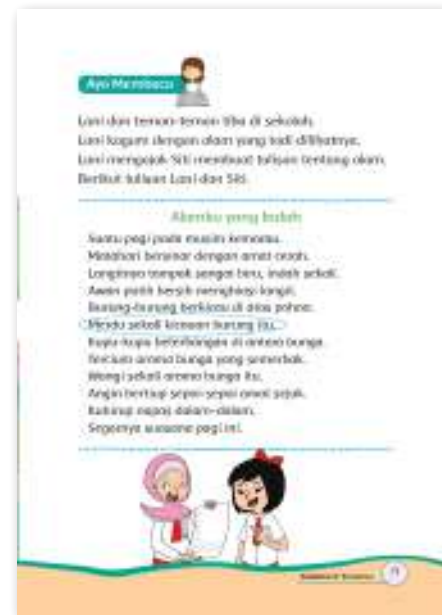 Ayo Membaca
Lani dan teman-teman tiba di sekolah.
Lani kagum dengan alam yang tadi dilihatnya.
Lani mengajak Siti membuat tulisan tentang alam.
Berikut tulisan Lani dan Siti.
Alamku yang Indah
Suatu pagi pada musim kemarau.
Matahari bersinar dengan amat cerah.
Langitnya tampak sangat biru, indah sekali.
Awan putih bersih menghiasi langit.
Burung-burung berkicau di atas pohon.
Merdu sekali kicauan burung itu.
Kupu-kupu beterbangan di antara bunga.
Tercium aroma bunga yang semerbak.
Wangi sekali aroma bunga itu.
Angin bertiup sepoi-sepoi amat sejuk.
Kuhirup napas dalam-dalam.
Segarnya suasana pagi ini.